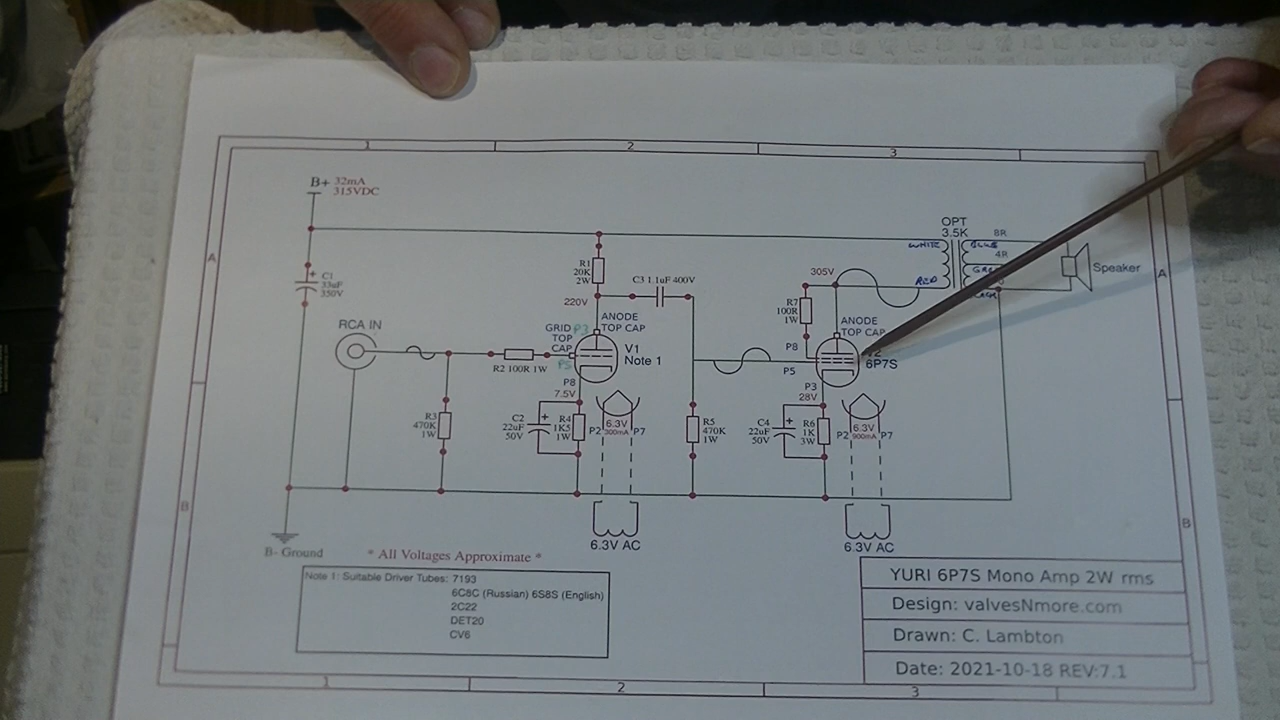 1
2
3
B+ 32mA
315VDC
OPT
3.5K
WHITE
BLUE
8R
4R
RED
A
A
R1
20K
2W
C3 1.1uF 400V
305V
Speaker
C1
33uF
350V
220V
R7
100R
1W
RCA IN
GRID P3
TOP
CAP
P5
ANODE
TOP CAP
V1
Note 1
ANODE
TOP CAP
P8
P5
6P7S
R2 100R 1W
P8
7.5V
P3
28V
R3
470K
1W
C2
22uF
50V
R4
1K5
1W
P2
6.3V
300mA
P7
R5
470K
1W
C4
22uF
50V
R6
1K
3W
P2
6.3V
900mA
P7
B
B
6.3V AC
6.3V AC
B- Ground
* All Voltages Approximate *
Note 1: Suitable Driver Tubes: 7193
6C8C (Russian) 6S8S (English)
2C22
DET20
CV6
YURI 6P7S Mono Amp 2W rms
Design: valvesNmore.com
Drawn: C. Lambton
Date: 2021-10-18 REV:7.1
1
2
3